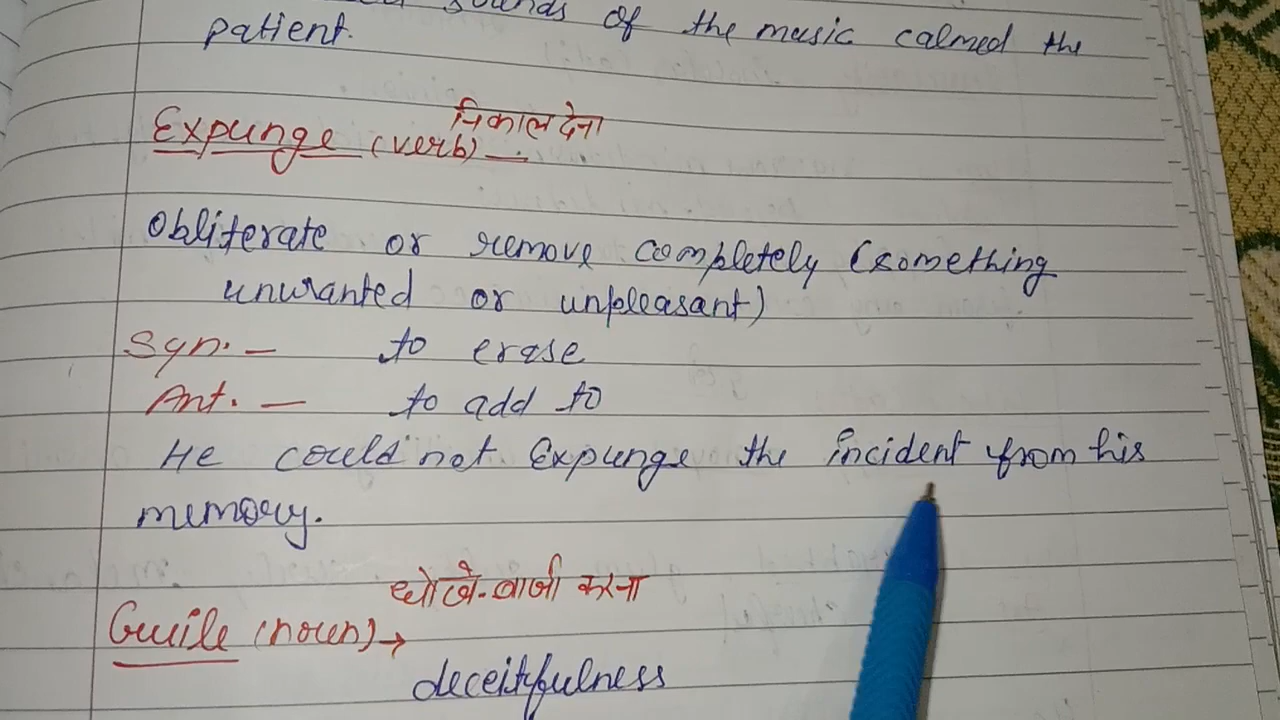 sounds of the music calmed the
patient.
निकाल देना
Expunge (verb) —
Obliterate or remove completely (something
unwanted or unpleasant)
Syn. — to erase
Ant. — to add to
He could not Expunge the incident from his
memory.
धोखे-बाजी करना
Guile (noun) →
deceitfulness